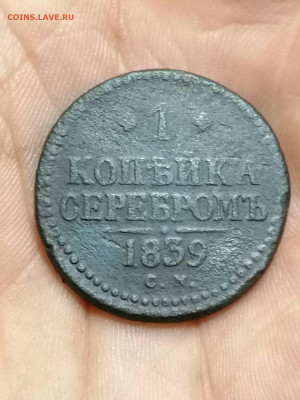 COINS.LAVE.RU
1
КОПѢЙКА
СЕРЕБРОМЪ
1839
С. М.